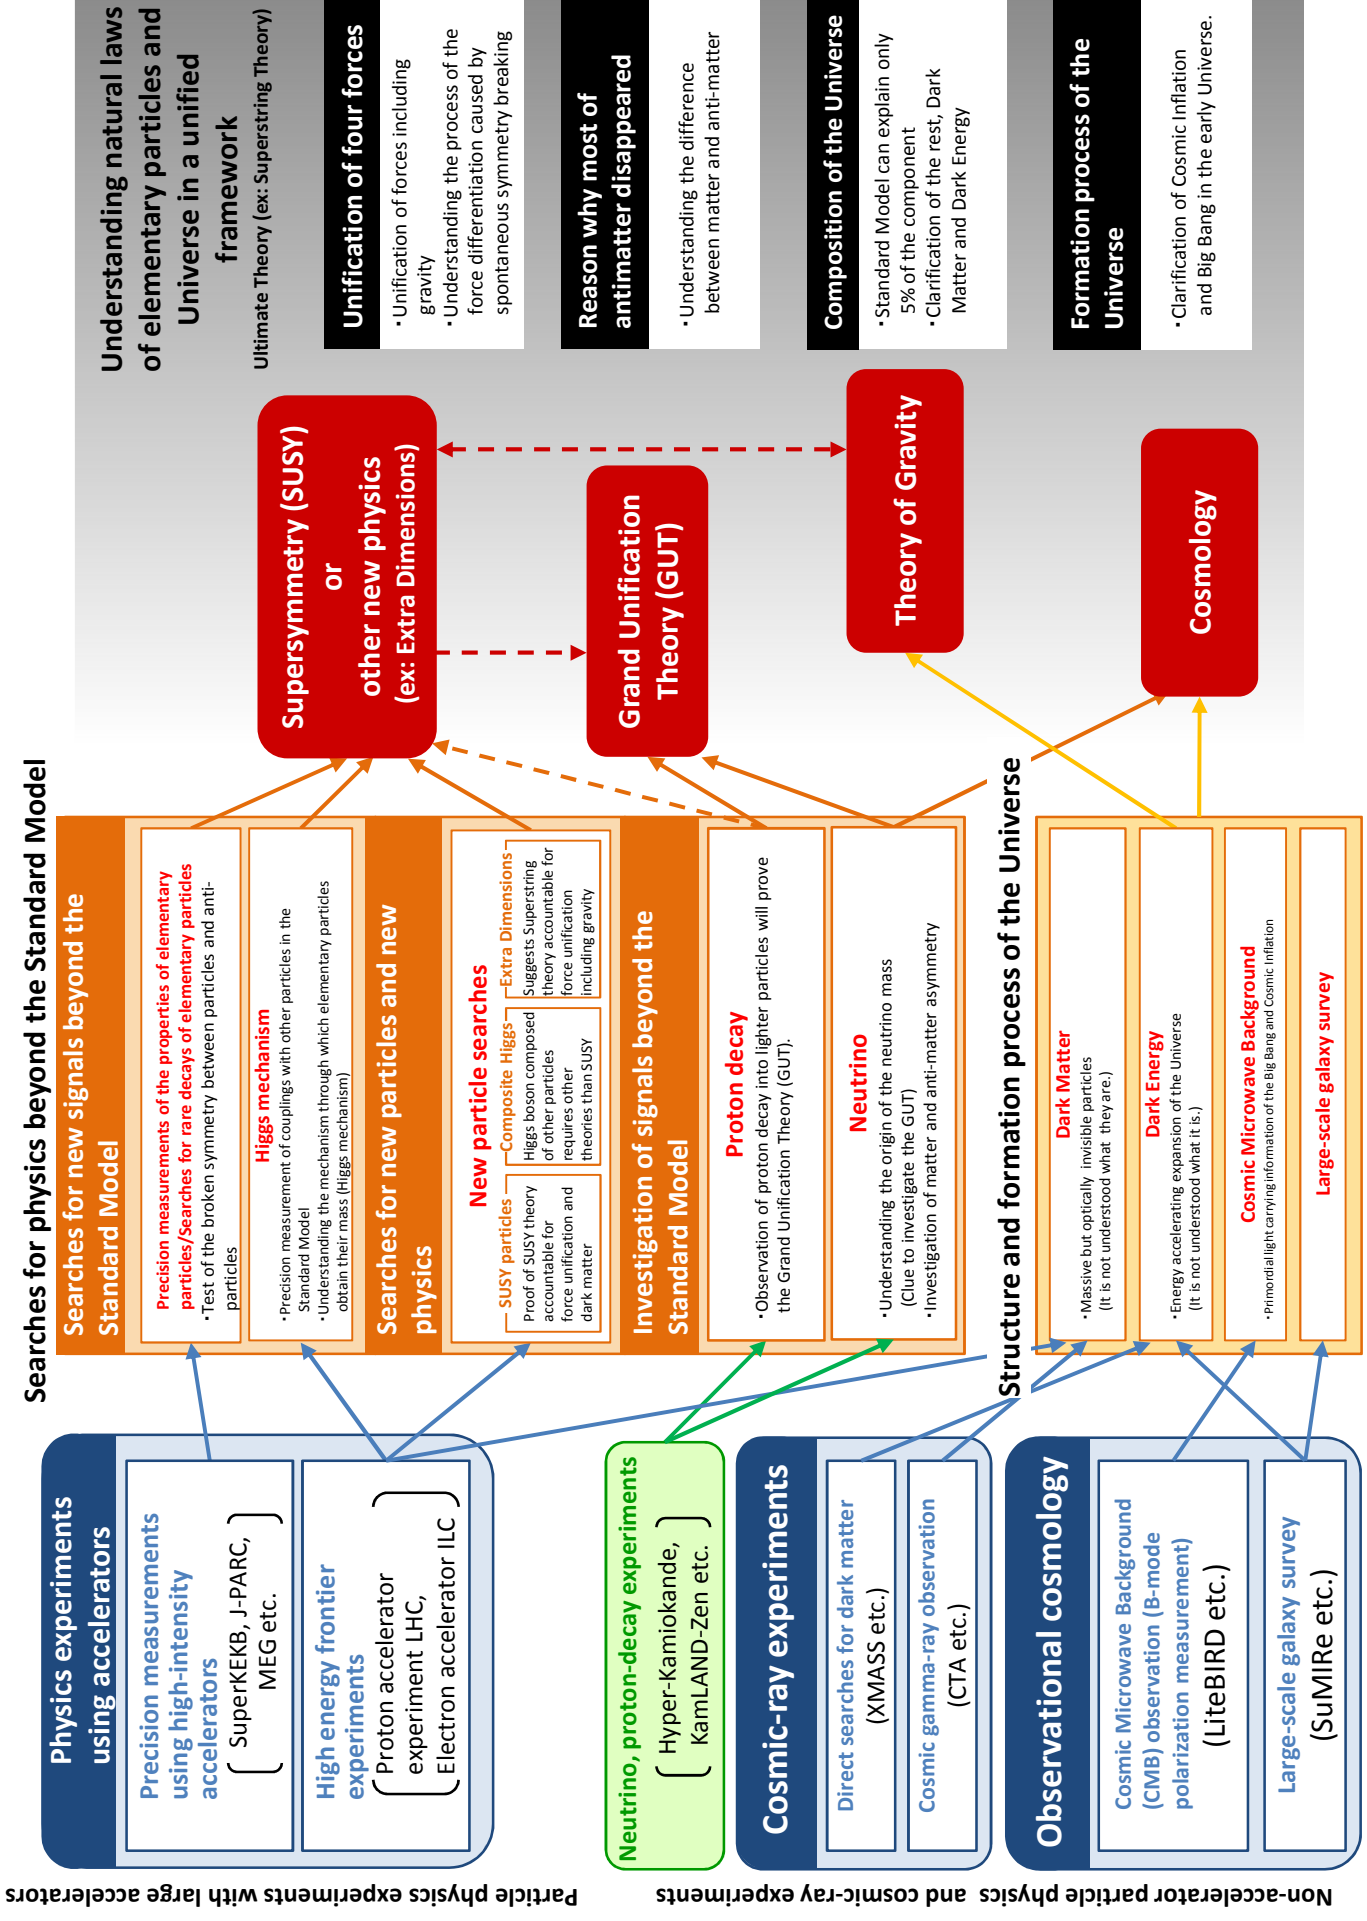 Particle physics experiments with large accelerators
Non-accelerator particle physics and cosmic-ray experiments
Physics experiments
using accelerators
Precision measurements
using high-intensity
accelerators
SuperKEKB, J-PARC,
MEG etc.
High energy frontier
experiments
Proton accelerator
experiment LHC,
Electron accelerator ILC
Neutrino, proton-decay experiments
Hyper-Kamiokande,
KamLAND-Zen etc.
Cosmic-ray experiments
Direct searches for dark matter
(XMASS etc.)
Cosmic gamma-ray observation
(CTA etc.)
Observational cosmology
Cosmic Microwave Background
(CMB) observation (B-mode
polarization measurement)
(LiteBIRD etc.)
Large-scale galaxy survey
(SuMIRe etc.)
Searches for physics beyond the Standard Model
Searches for new signals beyond the
Standard Model
Precision measurements of the properties of elementary
particles/Searches for rare decays of elementary particles
・Test of the broken symmetry between particles and anti-
particles
Higgs mechanism
・Precision measurement of couplings with other particles in the
Standard Model
・Understanding the mechanism through which elementary particles
obtain their mass (Higgs mechanism)
Searches for new particles and new
physics
New particle searches
SUSY particles
Proof of SUSY theory
accountable for
force unification and
dark matter
Composite Higgs
Higgs boson composed
of other particles
requires other
theories than SUSY
Extra Dimensions
Suggests Superstring
theory accountable for
force unification
including gravity
Investigation of signals beyond the
Standard Model
Proton decay
・Observation of proton decay into lighter particles will prove
the Grand Unification Theory (GUT).
Neutrino
・Understanding the origin of the neutrino mass
(Clue to investigate the GUT)
・Investigation of matter and anti-matter asymmetry
Structure and formation process of the Universe
Dark Matter
・Massive but optically invisible particles
(It is not understood what they are.)
Dark Energy
・Energy accelerating expansion of the Universe
(It is not understood what it is.)
Cosmic Microwave Background
・Primordial light carrying information of the Big Bang and Cosmic Inflation
Large-scale galaxy survey
Supersymmetry (SUSY)
or
other new physics
(ex: Extra Dimensions)
Grand Unification
Theory (GUT)
Theory of Gravity
Cosmology
Understanding natural laws
of elementary particles and
Universe in a unified
framework
Ultimate Theory (ex: Superstring Theory)
Unification of four forces
・Unification of forces including
gravity
・Understanding the process of the
force differentiation caused by
spontaneous symmetry breaking
Reason why most of
antimatter disappeared
・Understanding the difference
between matter and anti-matter
Composition of the Universe
・Standard Model can explain only
5% of the component
・Clarification of the rest, Dark
Matter and Dark Energy
Formation process of the
Universe
・Clarification of Cosmic Inflation
and Big Bang in the early Universe.